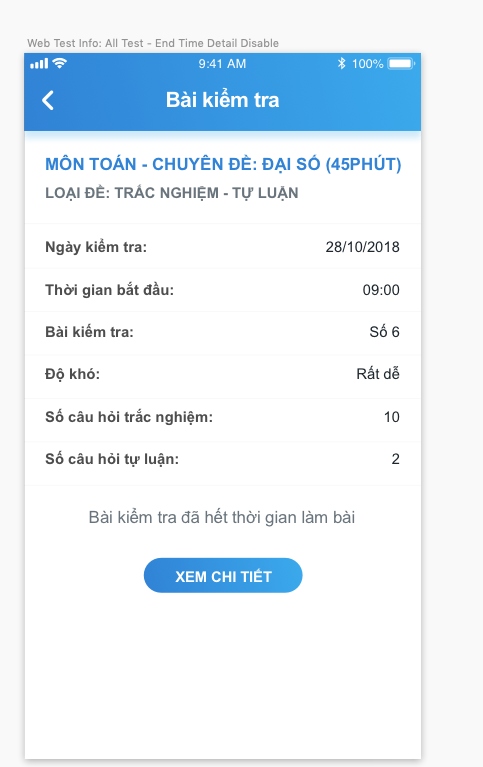 Web Test Info: All Test - End Time Detail Disable
9:41 AM 100%
Bài kiểm tra
MÔN TOÁN - CHUYÊN ĐỀ: ĐẠI SỐ (45PHÚT)
LOẠI ĐỀ: TRẮC NGHIỆM - TỰ LUẬN
Ngày kiểm tra: 28/10/2018
Thời gian bắt đầu: 09:00
Bài kiểm tra: Số 6
Độ khó: Rất dễ
Số câu hỏi trắc nghiệm: 10
Số câu hỏi tự luận: 2
Bài kiểm tra đã hết thời gian làm bài
XEM CHI TIẾT